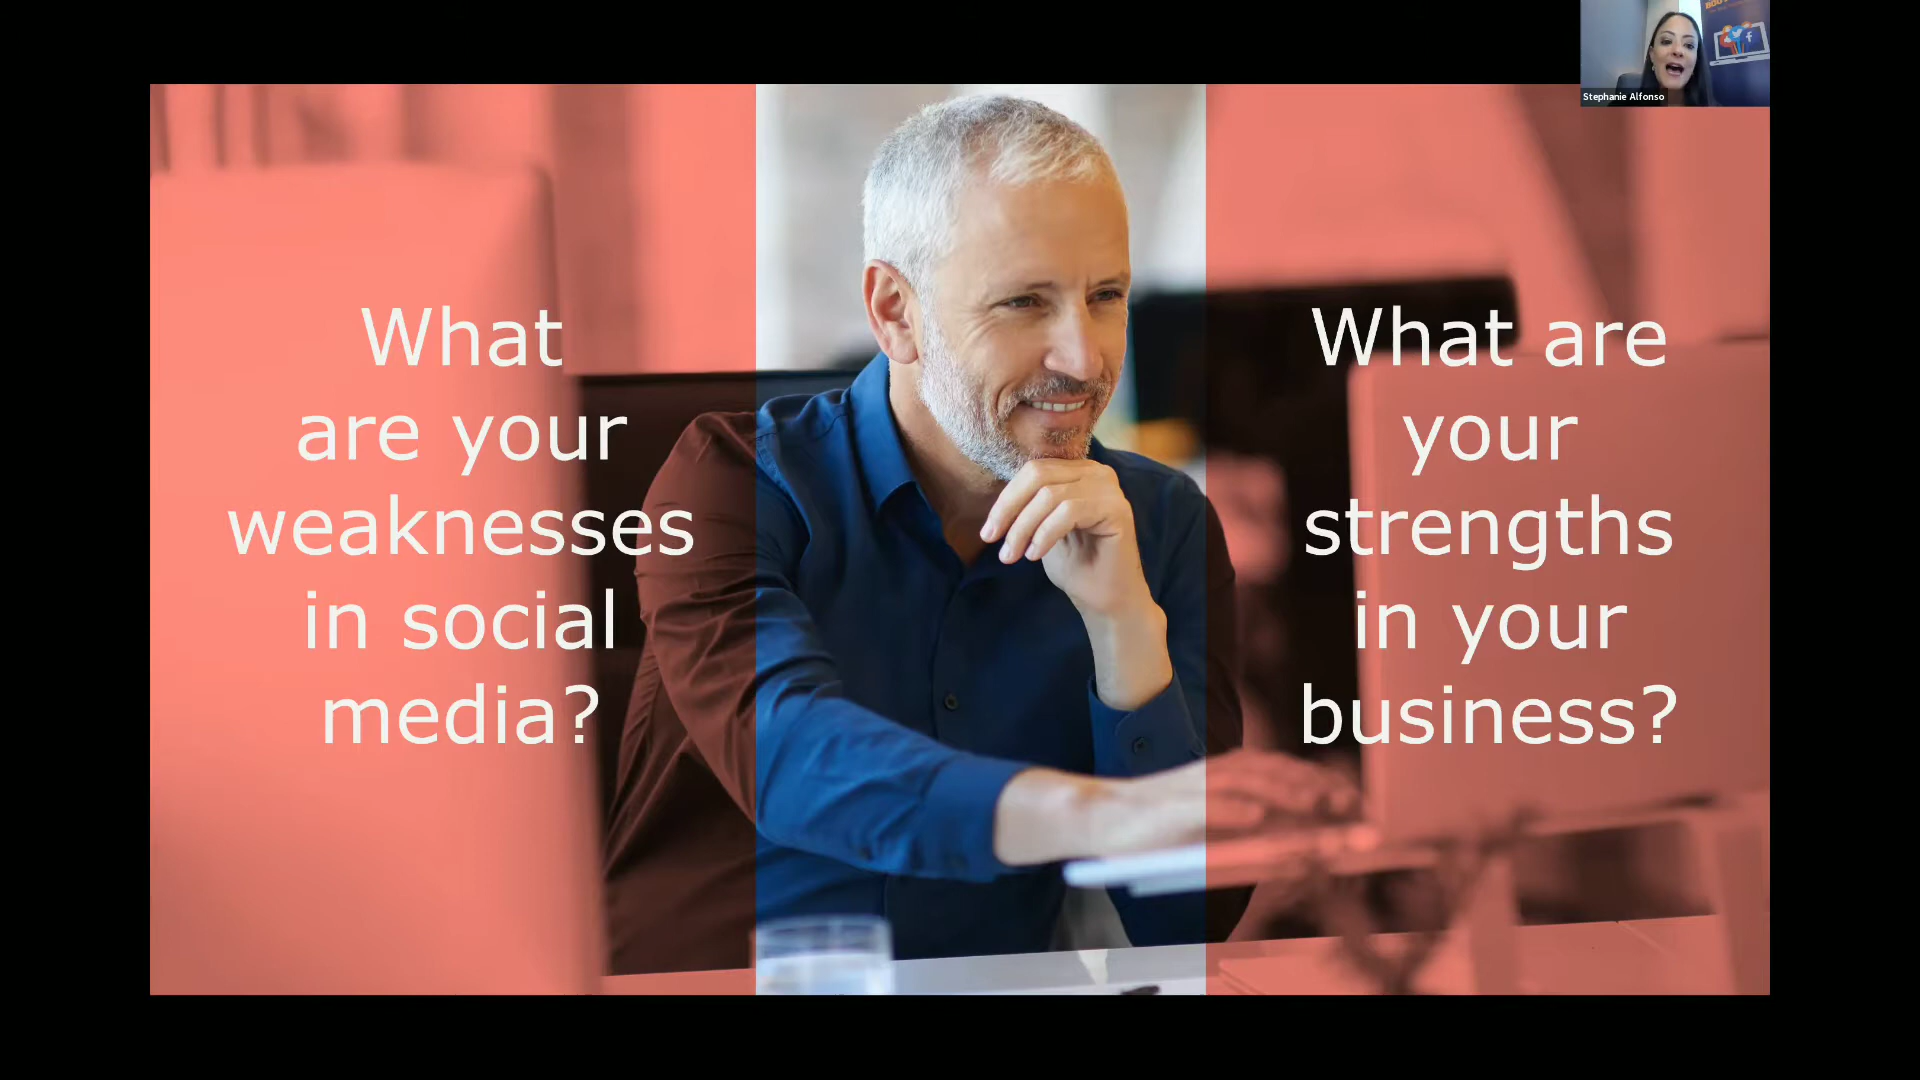 Stephanie Alfonso
What
are your
weaknesses
in social
media?
What are
your
strengths
in your
business?